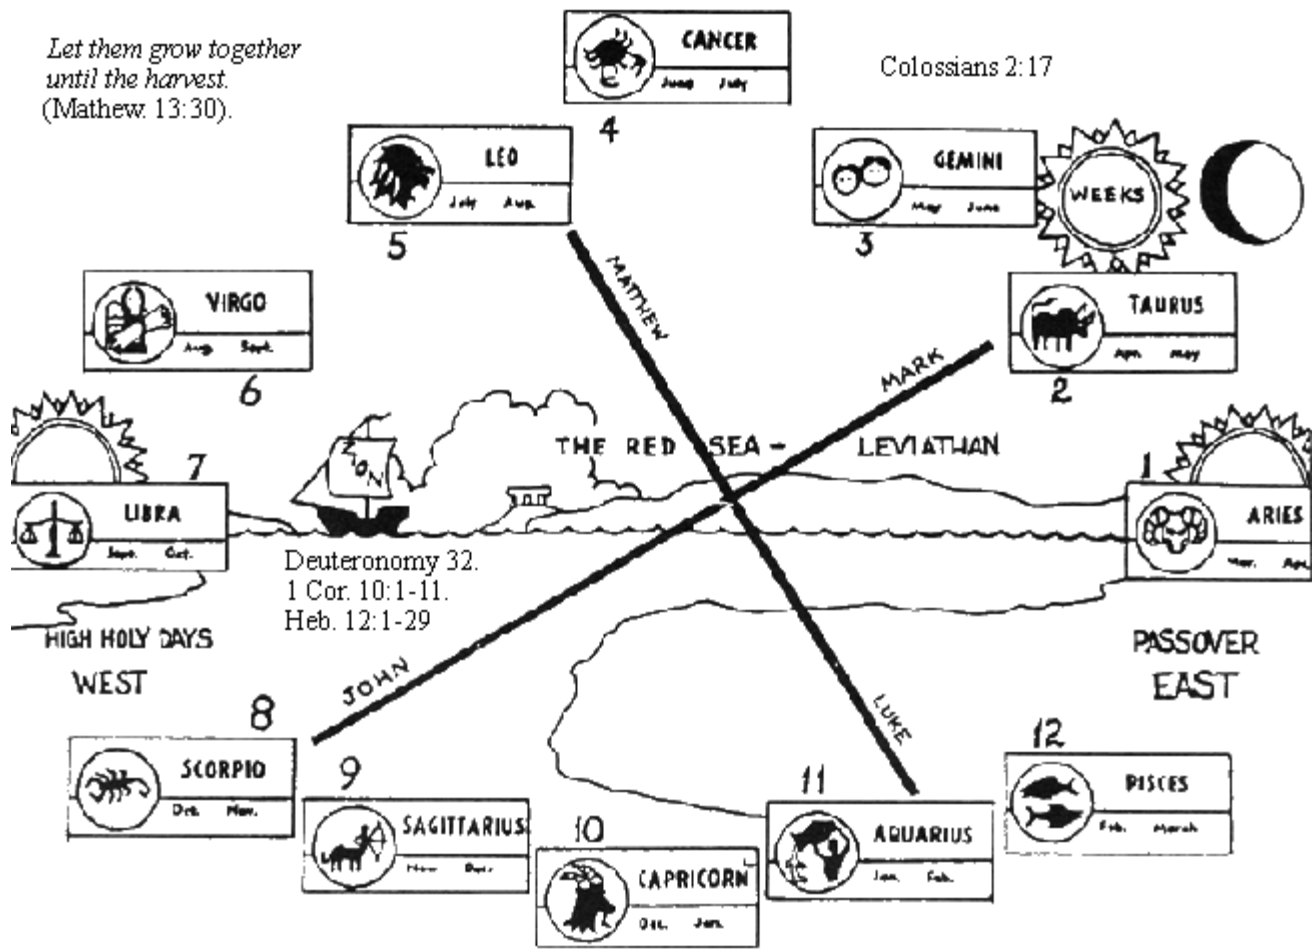 Let them grow together
until the harvest.
(Mathew. 13:30).
CANCER
June July
4
Colossians 2:17
LEO
July Aug.
5
GEMINI
May June
3
WEEKS
MATTHEW
VIRGO
Aug. Sept.
6
TAURUS
Apr. May
2
MARK
THE RED SEA - LEVIATHAN
ZION
7
LIBRA
Sept. Oct.
1
ARIES
Mar. Apr.
Deuteronomy 32.
1 Cor. 10:1-11.
Heb. 12:1-29
HIGH HOLY DAYS
WEST
PASSOVER
EAST
JOHN
LUKE
8
SCORPIO
Oct. Nov.
9
SAGITTARIUS
Nov. Dec.
10
CAPRICORN
Dec. Jan.
11
AQUARIUS
Jan. Feb.
12
PISCES
Feb. March